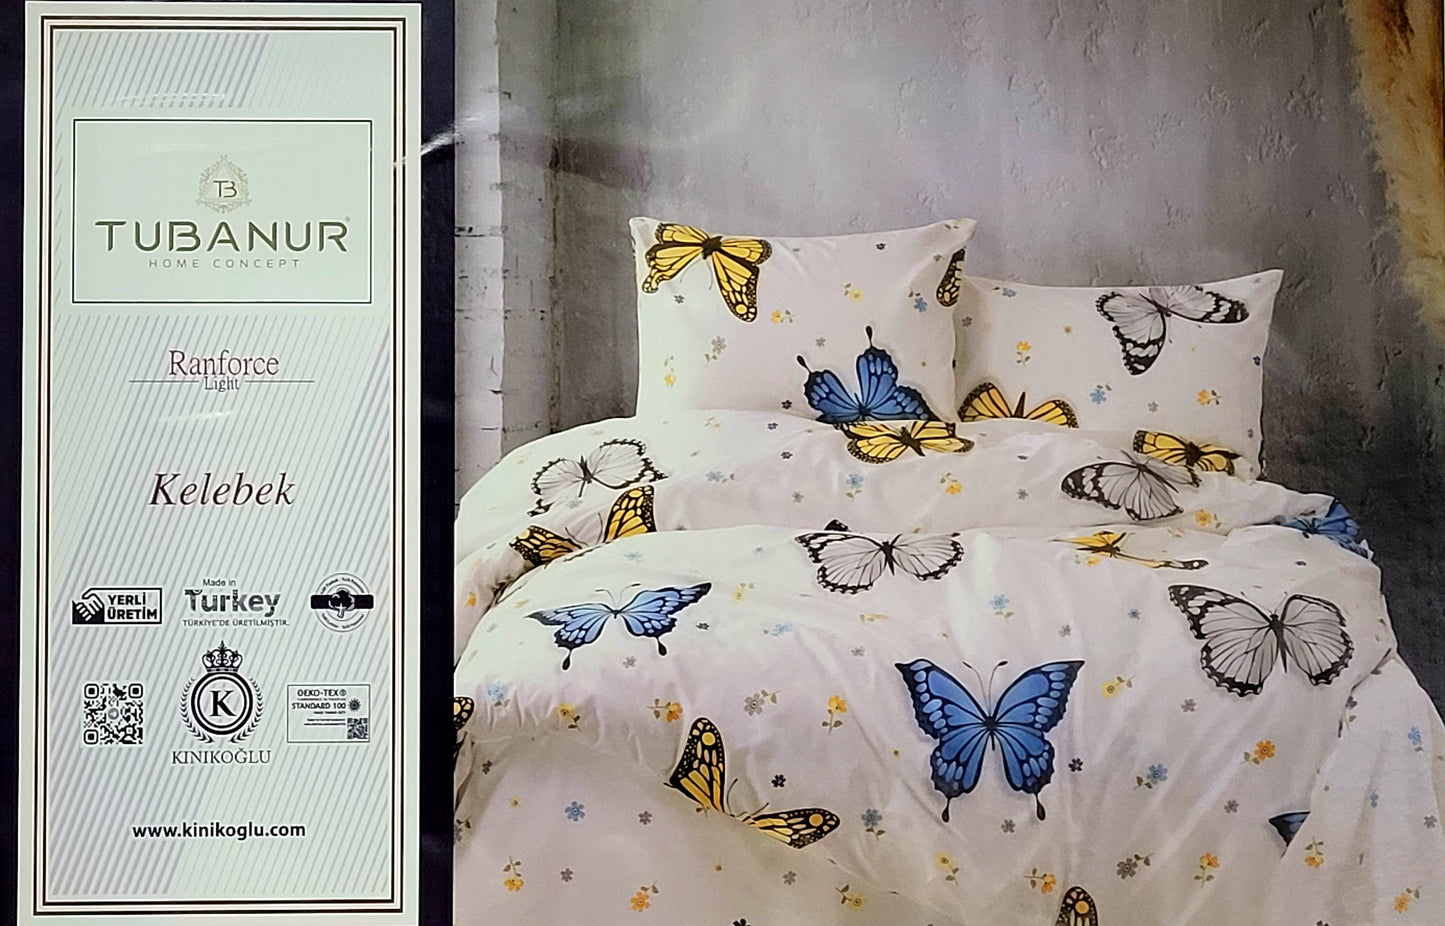 TB
TUBANUR®
HOME CONCEPT
Ranforce
Light
Kelebek
YERLİ
ÜRETİM
Made in
Turkey
TÜRKİYE'DE ÜRETİLMİŞTİR.
K
KINIKOĞLU
OEKO-TEX®
STANDARD 100
www.kinikoglu.com